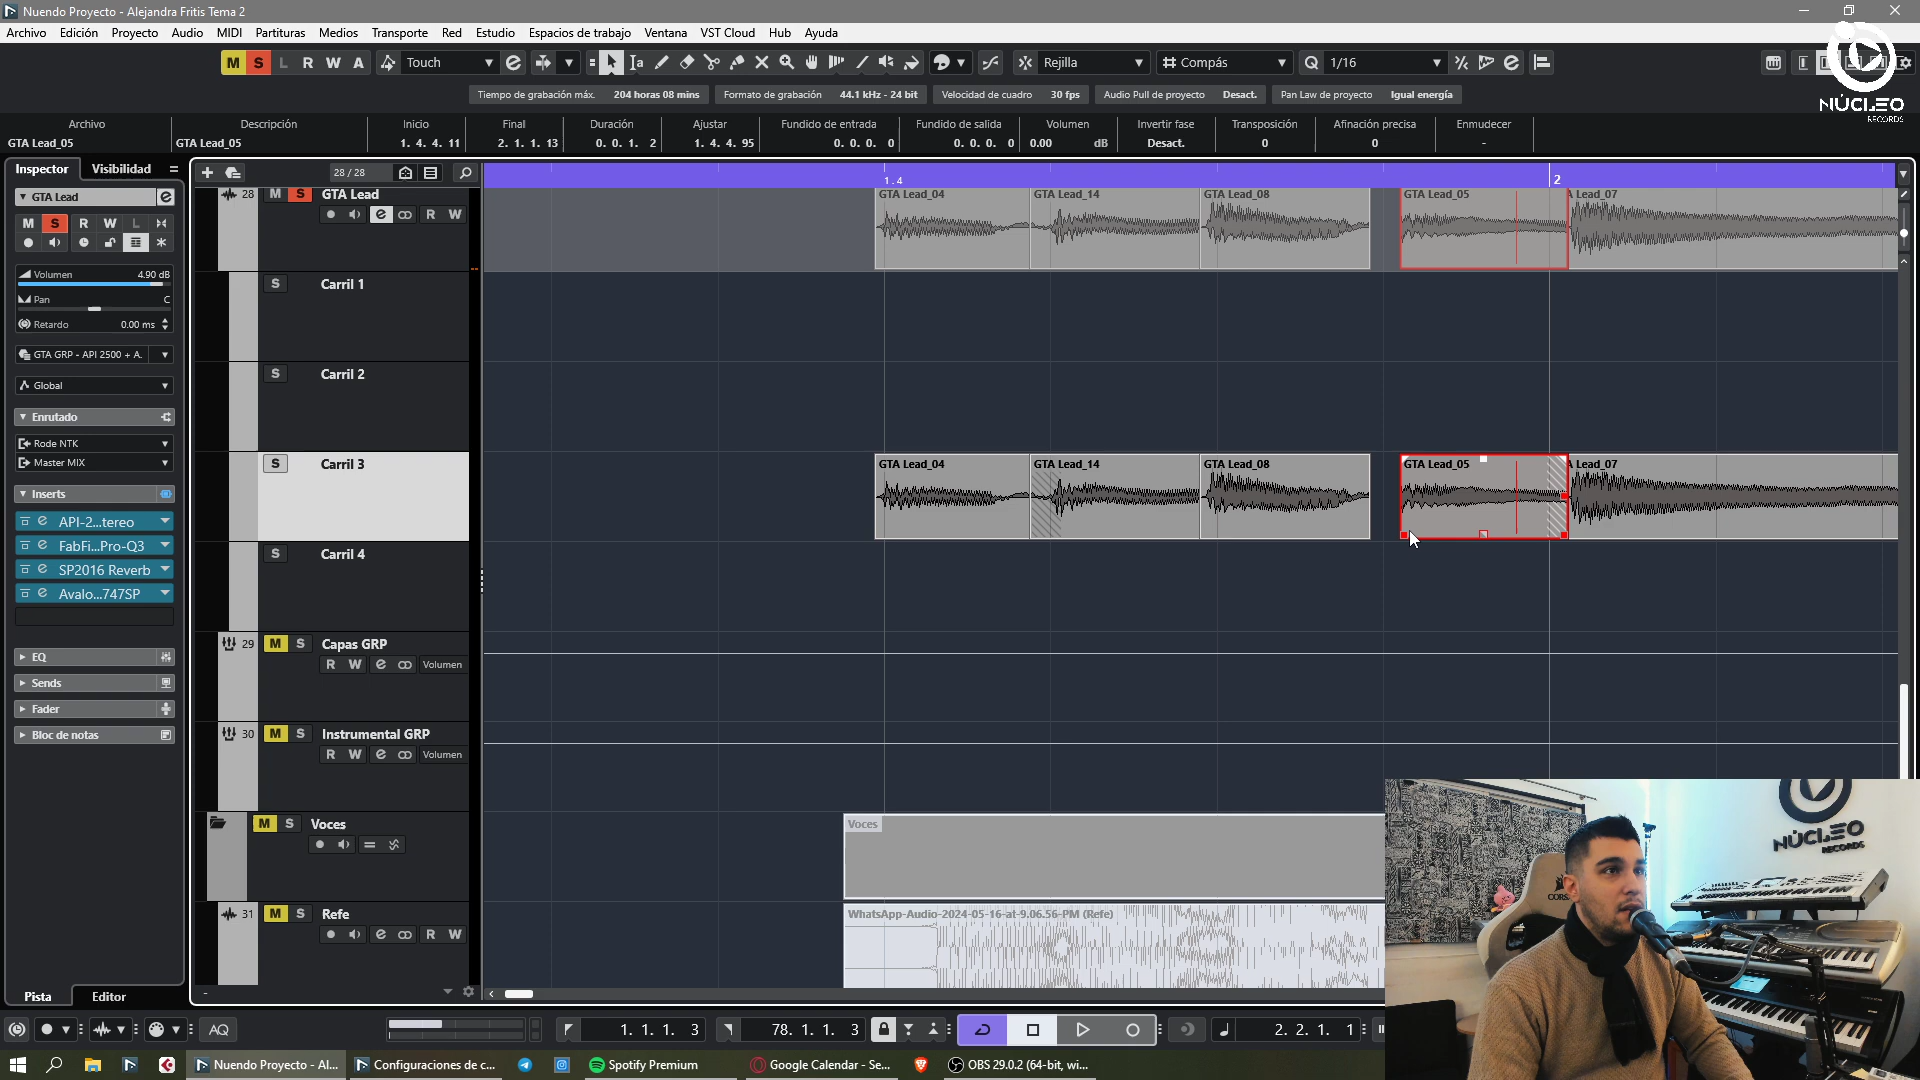 Nuendo Proyecto - Alejandra Fritis Tema 2
Archivo Edición Proyecto Audio MIDI Partituras Medios Transporte Red Estudio Espacios de trabajo Ventana VST Cloud Hub Ayuda
M S L R W A Touch Rejilla Compás Q 1/16
NÚCLEO
RECORDS
Tiempo de grabación máx. 204 horas 08 mins Formato de grabación 44.1 kHz - 24 bit Velocidad de cuadro 30 fps Audio Pull de proyecto Desact. Pan Law de proyecto Igual energía
Archivo Descripción Inicio Final Duración Ajustar Fundido de entrada Fundido de salida Volumen Invertir fase Transposición Afinación precisa Enmudecer
GTA Lead_05 GTA Lead_05 1. 4. 4. 11 2. 1. 1. 13 0. 0. 1. 2 1. 4. 4. 95 0. 0. 0. 0 0. 0. 0. 0 0.00 dB Desact. 0 0 -
Inspector Visibilidad 28 / 28 1.4 2
GTA Lead
M S R W L
Volumen 4.90 dB
Pan C
Retardo 0.00 ms
GTA GRP - API 2500 + A.
Global
Enrutado
Rode NTK
Master MIX
Inserts
API-2...tereo
FabFi...Pro-Q3
SP2016 Reverb
Avalo...747SP
EQ
Sends
Fader
Bloc de notas
Pista Editor
28 M S GTA Lead
R W
GTA Lead_04 GTA Lead_14 GTA Lead_08 GTA Lead_05 Lead_07
S Carril 1
S Carril 2
S Carril 3
GTA Lead_04 GTA Lead_14 GTA Lead_08 GTA Lead_05 Lead_07
S Carril 4
29 M S Capas GRP
R W Volumen
30 M S Instrumental GRP
R W Volumen
M S Voces
Voces
31 M S Refe
R W
WhatsApp-Audio-2024-05-16-at-9.06.56-PM (Refe)
NÚCLEO
RECORDS
CORS
AQ 1. 1. 1. 3 78. 1. 1. 3 2. 2. 1. 1
Nuendo Proyecto - Al... Configuraciones de c... Spotify Premium Google Calendar - Se... OBS 29.0.2 (64-bit, wi...